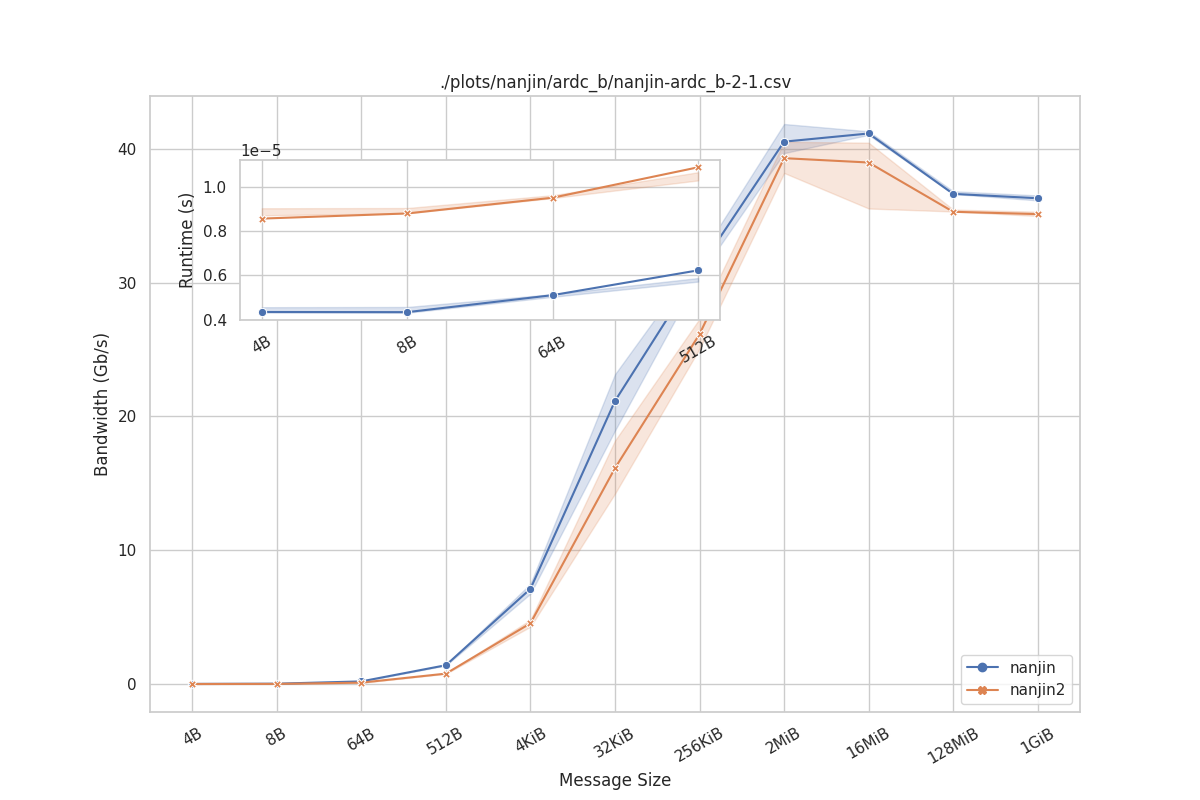 ./plots/nanjin/ardc_b/nanjin-ardc_b-2-1.csv
40
30
20
10
0
Bandwidth (Gb/s)
1e−5
1.0
0.8
0.6
0.4
Runtime (s)
4B
8B
64B
512B
nanjin
nanjin2
4B
8B
64B
512B
4KiB
32KiB
256KiB
2MiB
16MiB
128MiB
1GiB
Message Size